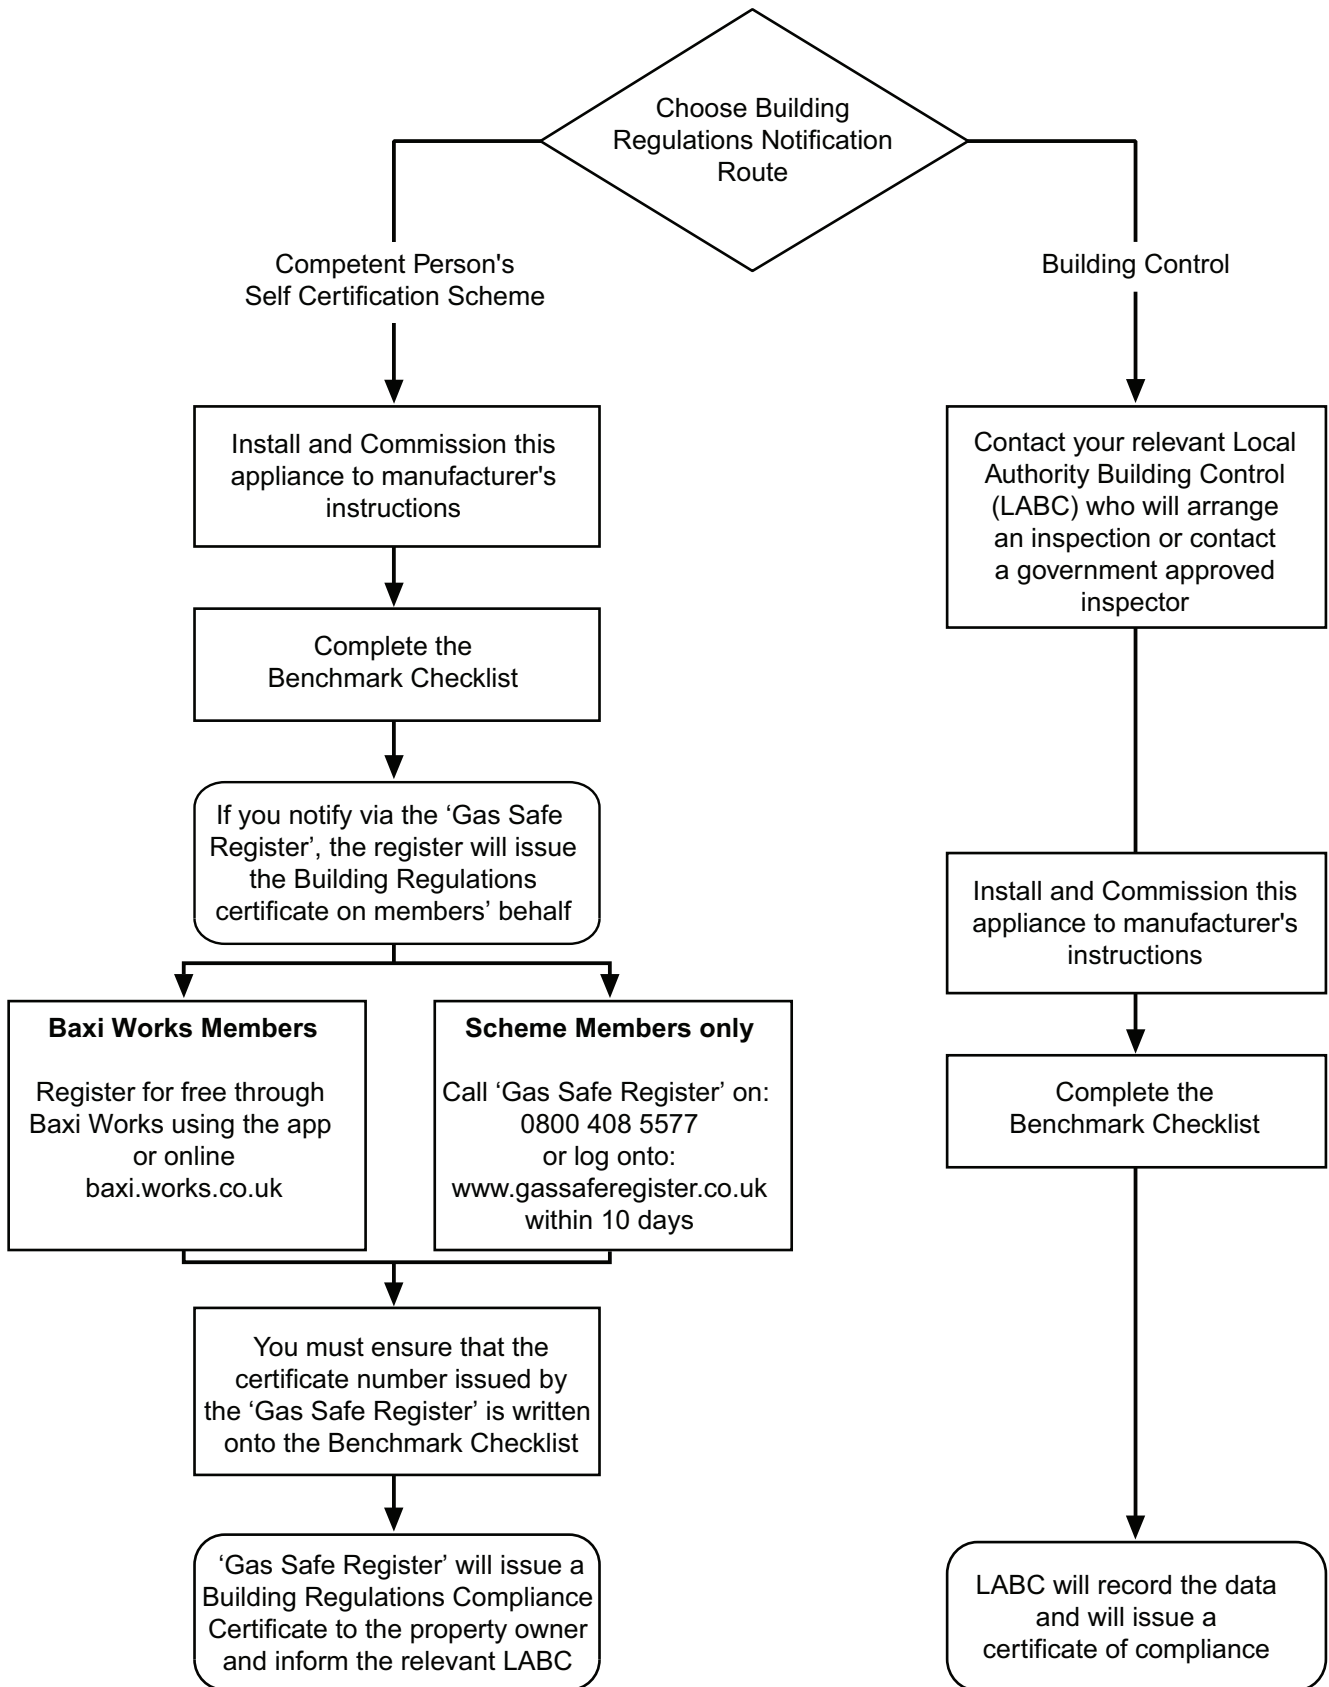 Choose Building
Regulations Notification
Route
Competent Person's
Self Certification Scheme
Building Control
Install and Commission this
appliance to manufacturer's
instructions
Complete the
Benchmark Checklist
If you notify via the ‘Gas Safe
Register’, the register will issue
the Building Regulations
certificate on members’ behalf
Baxi Works Members
Register for free through
Baxi Works using the app
or online
baxi.works.co.uk
Scheme Members only
Call ‘Gas Safe Register’ on:
0800 408 5577
or log onto:
www.gassaferegister.co.uk
within 10 days
You must ensure that the
certificate number issued by
the ‘Gas Safe Register’ is written
onto the Benchmark Checklist
‘Gas Safe Register’ will issue a
Building Regulations Compliance
Certificate to the property owner
and inform the relevant LABC
Contact your relevant Local
Authority Building Control
(LABC) who will arrange
an inspection or contact
a government approved
inspector
Install and Commission this
appliance to manufacturer's
instructions
Complete the
Benchmark Checklist
LABC will record the data
and will issue a
certificate of compliance